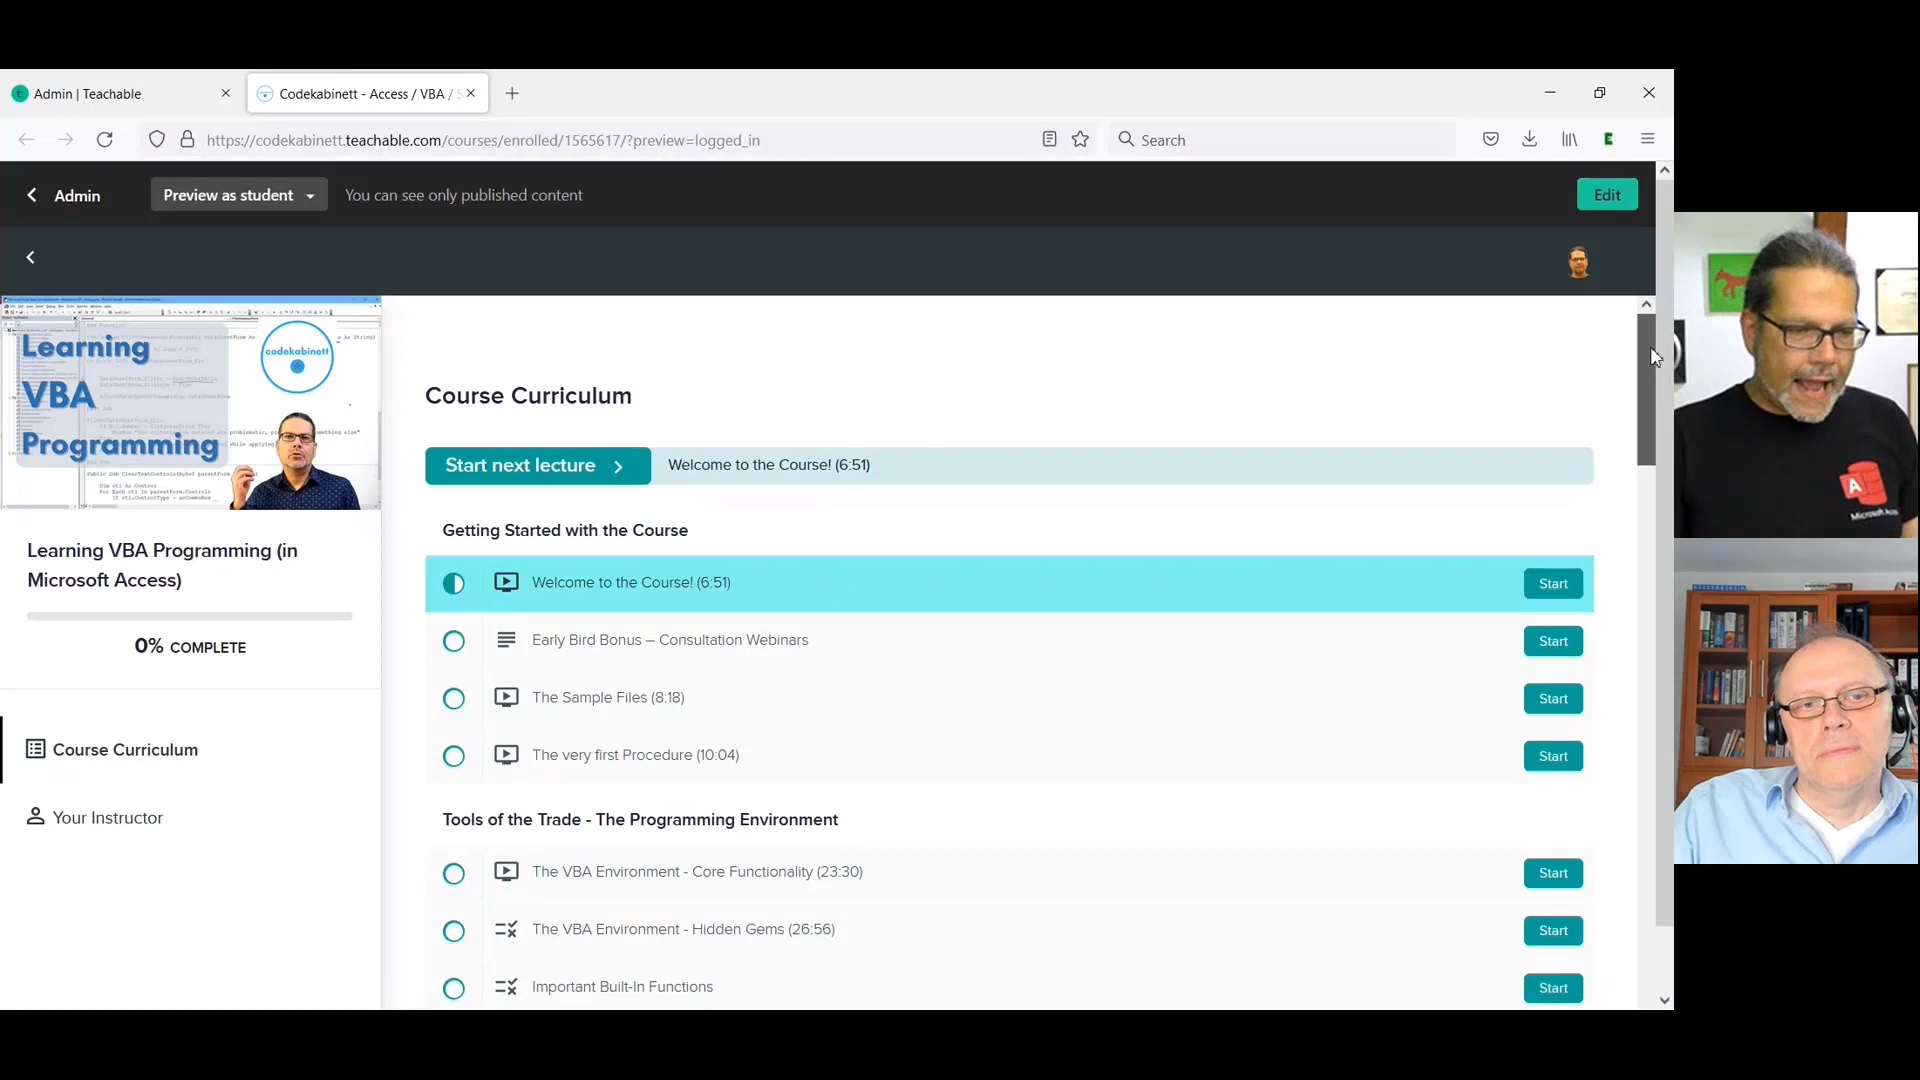 Admin | Teachable
Codekabinett - Access / VBA / S
https://codekabinett.teachable.com/courses/enrolled/1565617/?preview=logged_in
Search
Admin
Preview as student
You can see only published content
Edit
Learning
VBA
Programming
codekabinett
Learning VBA Programming (in
Microsoft Access)
0% COMPLETE
Course Curriculum
Your Instructor
Course Curriculum
Start next lecture
Welcome to the Course! (6:51)
Getting Started with the Course
Welcome to the Course! (6:51)
Start
Early Bird Bonus – Consultation Webinars
Start
The Sample Files (8:18)
Start
The very first Procedure (10:04)
Start
Tools of the Trade - The Programming Environment
The VBA Environment - Core Functionality (23:30)
Start
The VBA Environment - Hidden Gems (26:56)
Start
Important Built-In Functions
Start
A
Microsoft